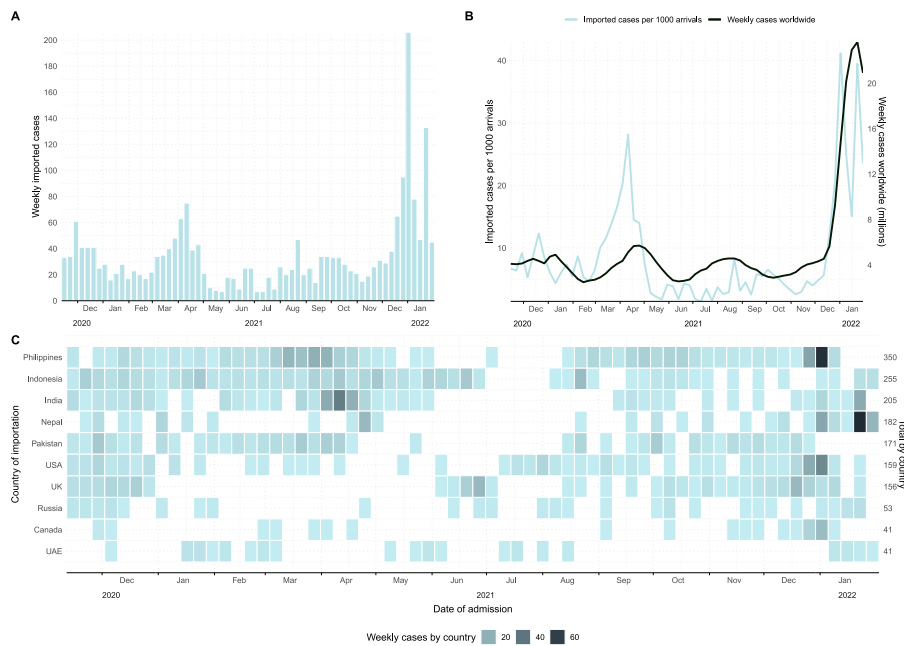 A
200
180
160
140
120
100
80
60
40
20
0
Weekly imported cases
Dec Jan Feb Mar Apr May Jun Jul Aug Sep Oct Nov Dec Jan
2020 2021 2022
B
Imported cases per 1000 arrivals Weekly cases worldwide
40
30
20
10
Imported cases per 1000 arrivals
20
16
12
8
4
Weekly cases worldwide (millions)
Dec Jan Feb Mar Apr May Jun Jul Aug Sep Oct Nov Dec Jan
2020 2021 2022
C
Country of importation
Philippines 350
Indonesia 255
India 205
Nepal 182
Pakistan 171
USA 159
UK 156
Russia 53
Canada 41
UAE 41
Total by country
Dec Jan Feb Mar Apr May Jun Jul Aug Sep Oct Nov Dec Jan
2020 2021 2022
Date of admission
Weekly cases by country 20 40 60